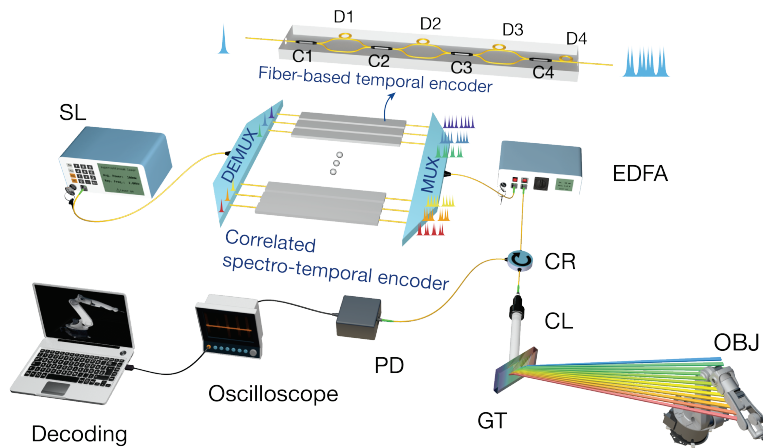 D1
D2
D3
D4
C1
C2
C3
C4
Fiber-based temporal encoder
SL
DEMUX
MUX
EDFA
Correlated
spectro-temporal encoder
CR
CL
OBJ
PD
GT
Oscilloscope
Decoding